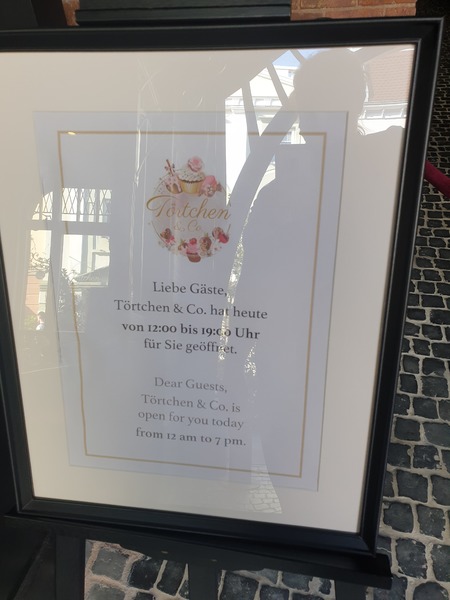 Törtchen
& Co.
Liebe Gäste,
Törtchen & Co. hat heute
von 12:00 bis 19:00 Uhr
für Sie geöffnet.
Dear Guests,
Törtchen & Co. is
open for you today
from 12 am to 7 pm.